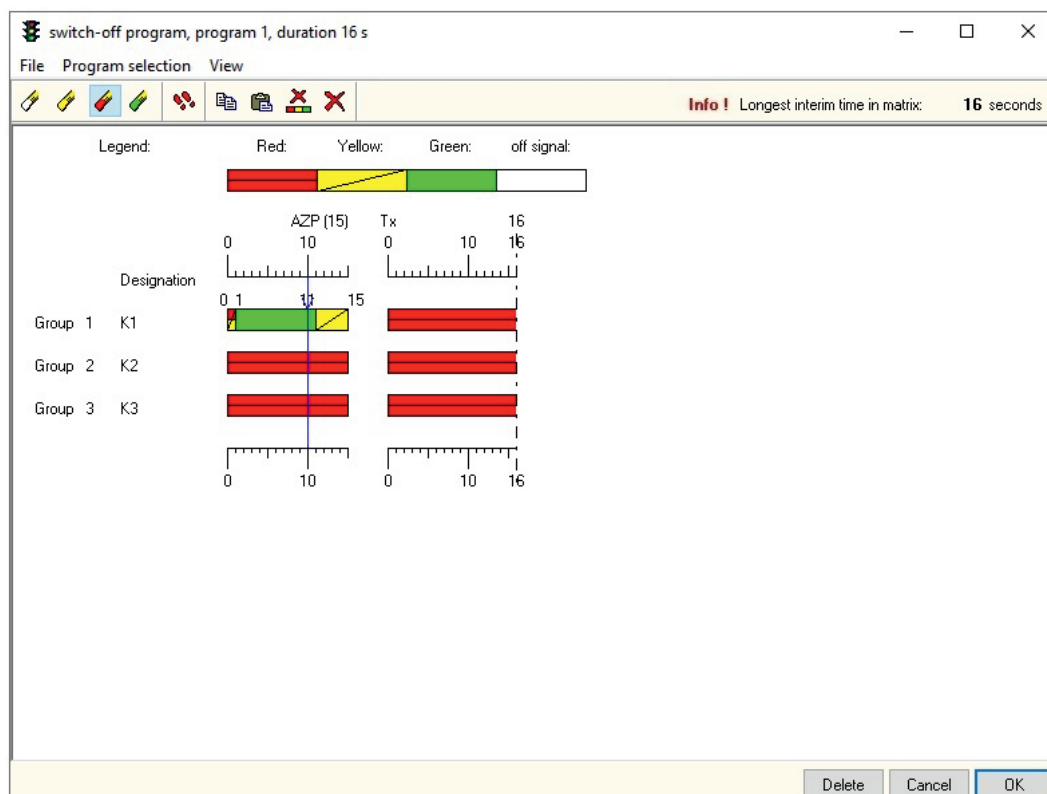 switch-off program, program 1, duration 16 s
File Program selection View
Info ! Longest interim time in matrix: 16 seconds
Legend: Red: Yellow: Green: off signal:
AZP (15) Tx 16
0 10 0 10 16
Designation
0 1 11 15
Group 1 K1
Group 2 K2
Group 3 K3
0 10 0 10 16
Delete Cancel OK